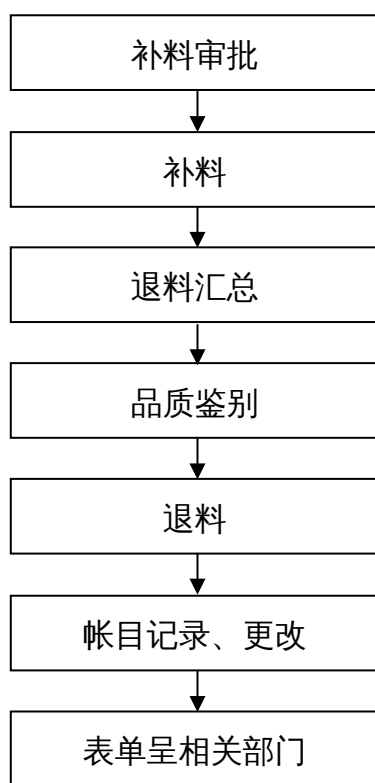 补料审批
补料
退料汇总
品质鉴别
退料
帐目记录、更改
表单呈相关部门